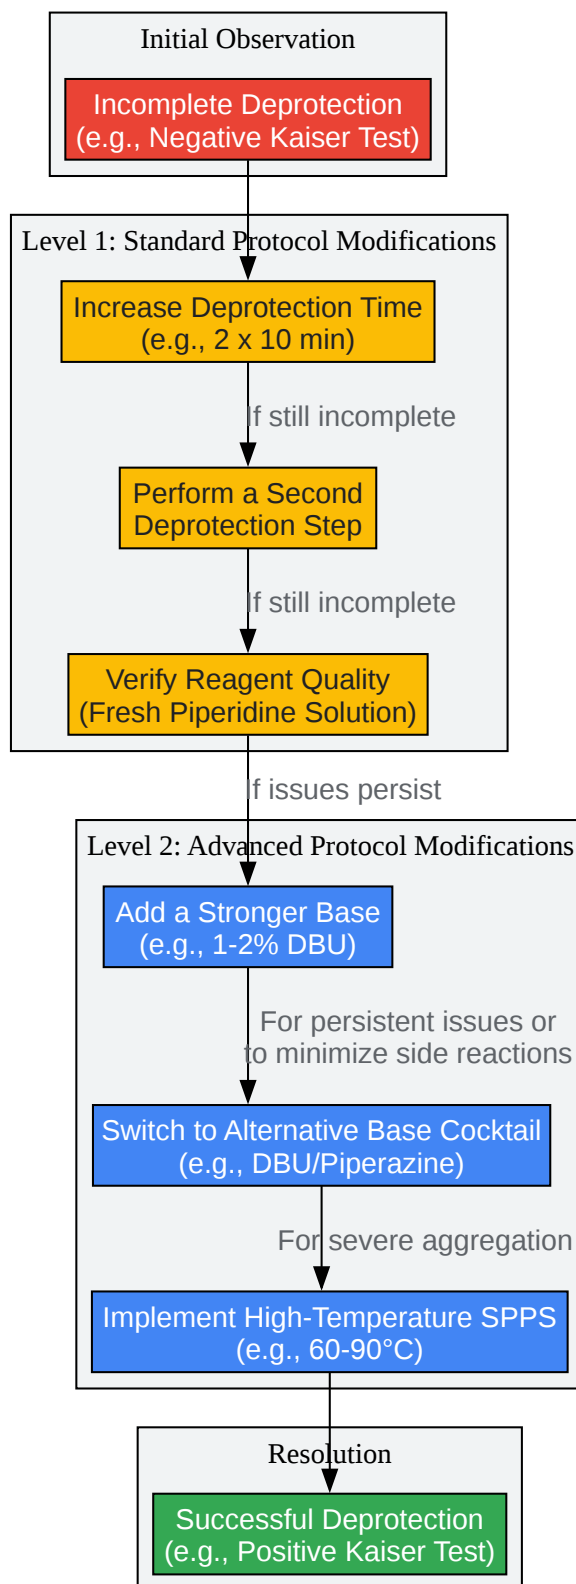 Initial Observation
Incomplete Deprotection
(e.g., Negative Kaiser Test)
Level 1: Standard Protocol Modifications
Increase Deprotection Time
(e.g., 2 x 10 min)
If still incomplete
Perform a Second
Deprotection Step
If still incomplete
Verify Reagent Quality
(Fresh Piperidine Solution)
If issues persist
Level 2: Advanced Protocol Modifications
Add a Stronger Base
(e.g., 1-2% DBU)
For persistent issues or
to minimize side reactions
Switch to Alternative Base Cocktail
(e.g., DBU/Piperazine)
For severe aggregation
Implement High-Temperature SPPS
(e.g., 60-90°C)
Resolution
Successful Deprotection
(e.g., Positive Kaiser Test)